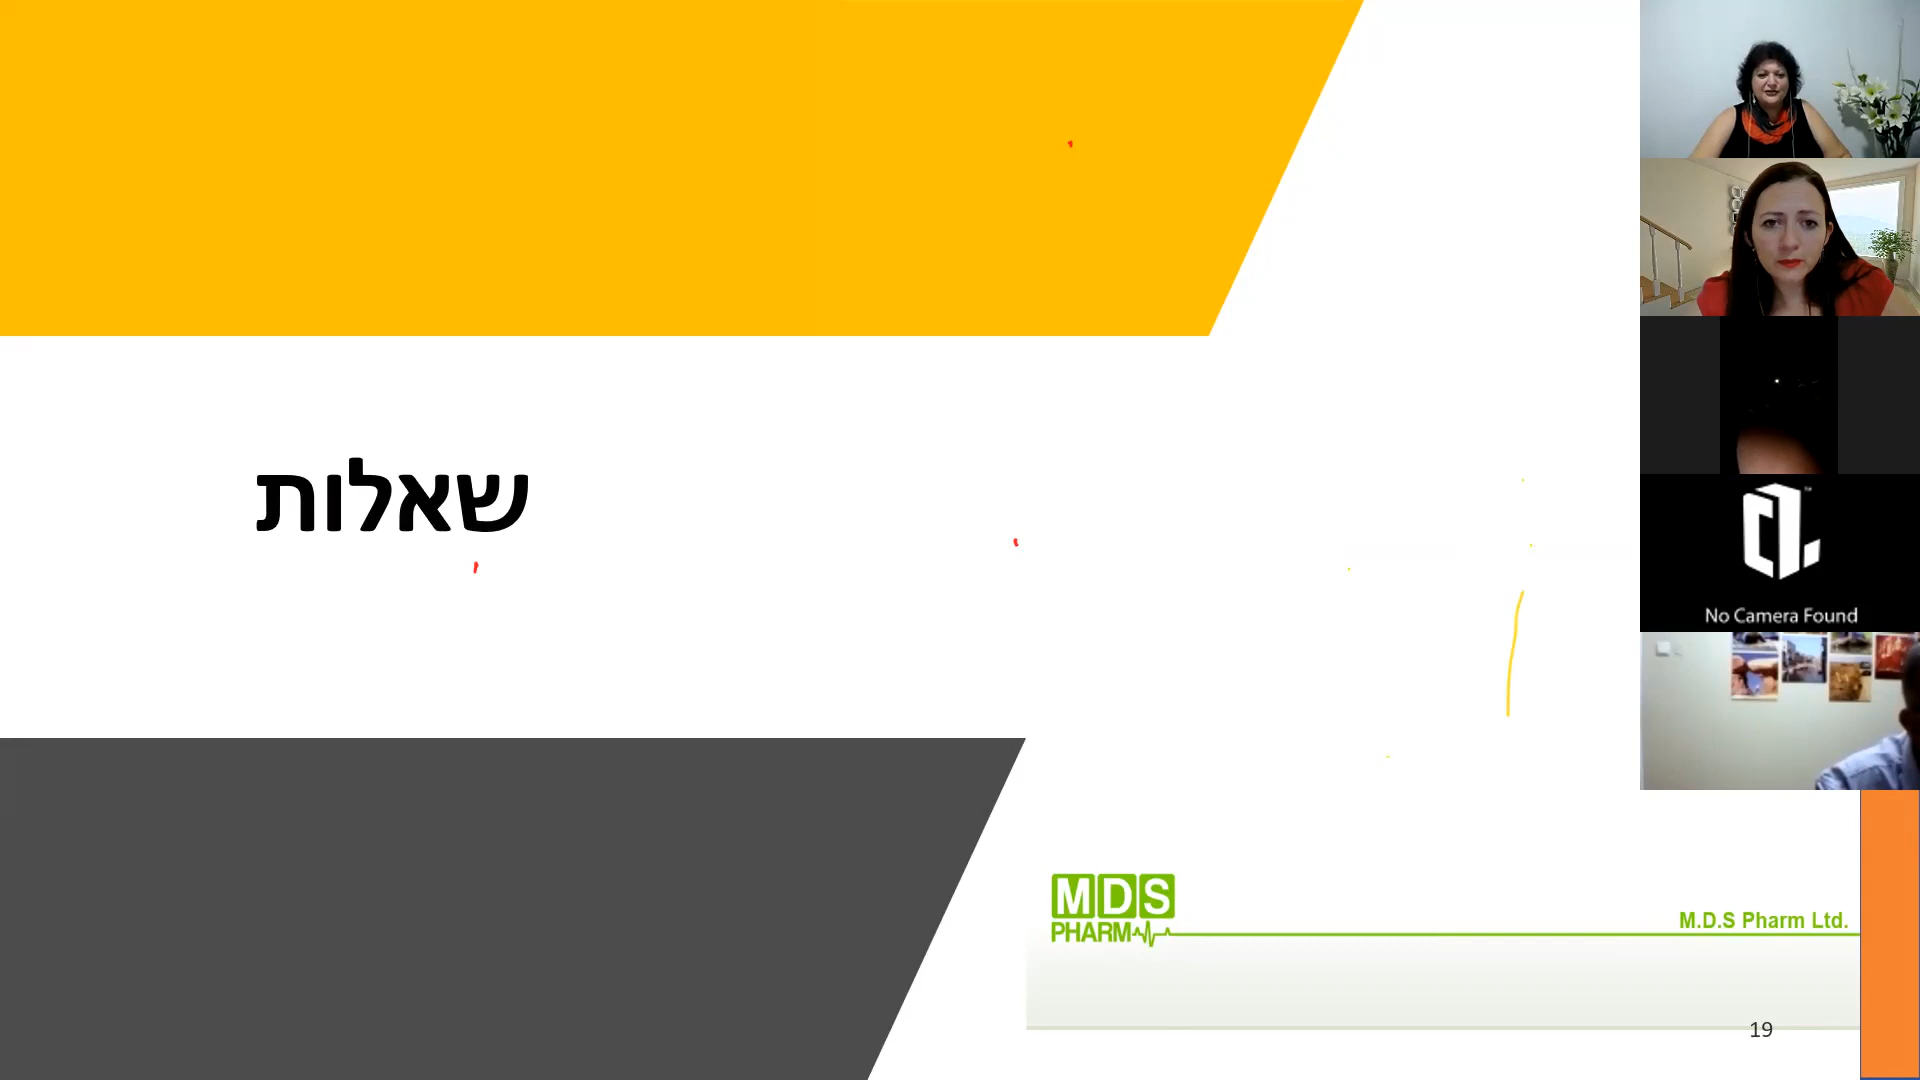 שאלות
No Camera Found
MDS
PHARM
M.D.S Pharm Ltd.
19